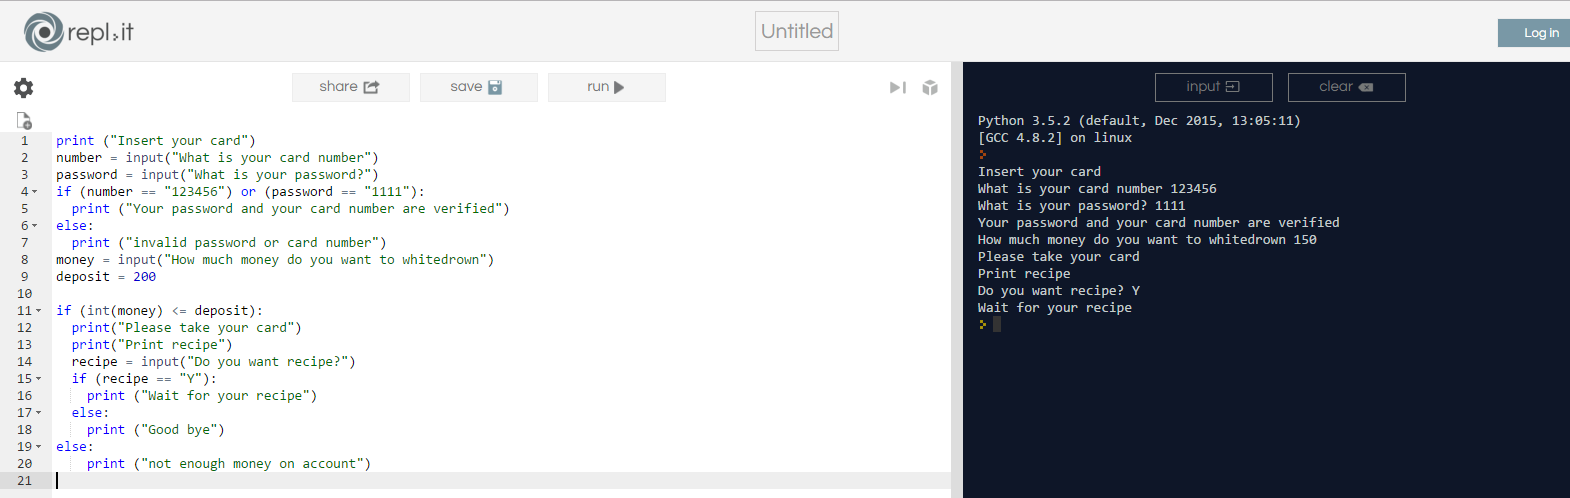 repl.it
Untitled
Log in
share
save
run
input
clear
1 print ("Insert your card")
2 number = input("What is your card number")
3 password = input("What is your password?")
4 if (number == "123456") or (password == "1111"):
5   print ("Your password and your card number are verified")
6 else:
7   print ("invalid password or card number")
8 money = input("How much money do you want to whitedrown")
9 deposit = 200
10
11 if (int(money) <= deposit):
12   print("Please take your card")
13   print("Print recipe")
14   recipe = input("Do you want recipe?")
15   if (recipe == "Y"):
16     print ("Wait for your recipe")
17   else:
18     print ("Good bye")
19 else:
20     print ("not enough money on account")
21
Python 3.5.2 (default, Dec 2015, 13:05:11)
[GCC 4.8.2] on linux
Insert your card
What is your card number 123456
What is your password? 1111
Your password and your card number are verified
How much money do you want to whitedrown 150
Please take your card
Print recipe
Do you want recipe? Y
Wait for your recipe